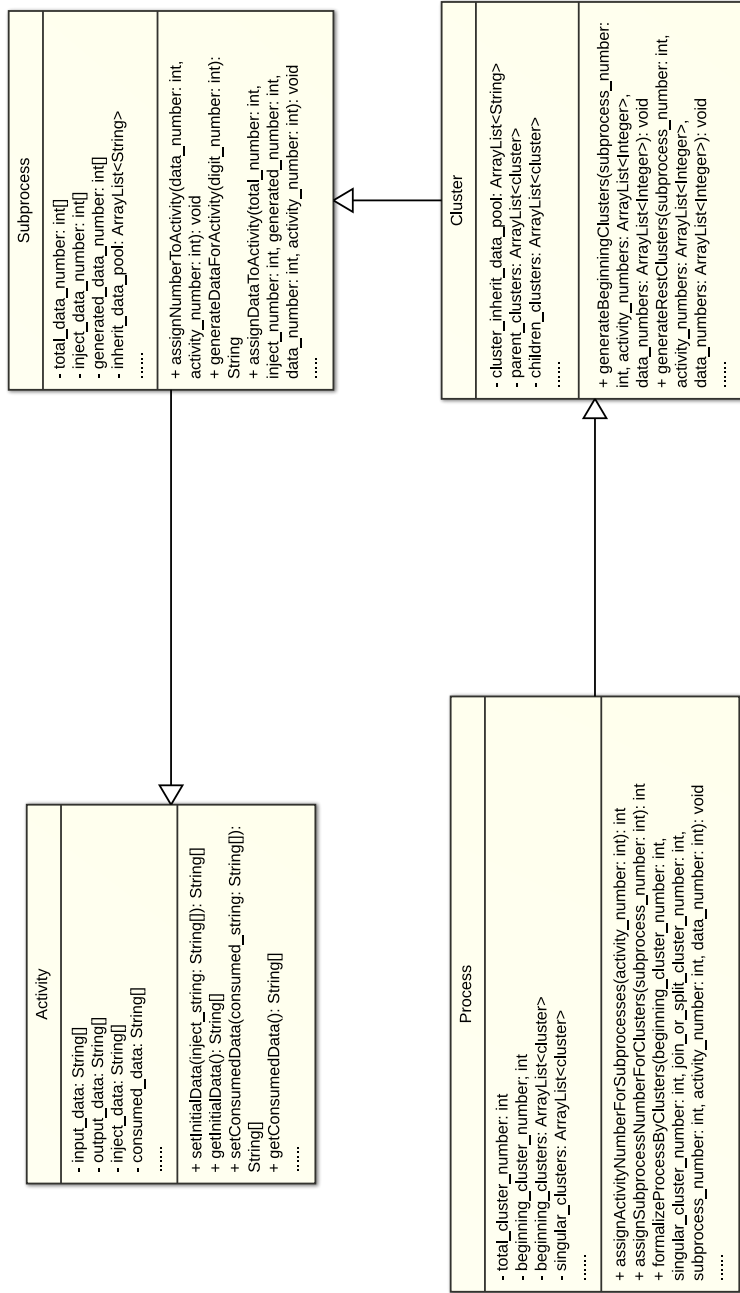 Activity
- input_data: String[]
- output_data: String[]
- inject_data: String[]
- consumed_data: String[]
......
+ setInitialData(inject_string: String[]): String[]
+ getInitialData(): String[]
+ setConsumedData(consumed_string: String[]):
String[]
+ getConsumedData(): String[]
......
Subprocess
- total_data_number: int[]
- inject_data_number: int[]
- generated_data_number: int[]
- inherit_data_pool: ArrayList<String>
......
+ assignNumberToActivity(data_number: int,
activity_number: int): void
+ generateDataForActivity(digit_number: int):
String
+ assignDataToActivity(total_number: int,
inject_number: int, generated_number: int,
data_number: int, activity_number: int): void
.....
Process
- total_cluster_number: int
- beginning_cluster_number; int
- beginning_clusters: ArrayList<cluster>
- singular_clusters: ArrayList<cluster>
......
+ assignActivityNumberForSubprocesses(activity_number: int): int
+ assignSubprocessNumberForClusters(subprocess_number: int): int
+ formalizeProcessByClusters(beginning_cluster_number: int,
singular_cluster_number: int, join_or_split_cluster_number: int,
subprocess_number: int, activity_number: int, data_number: int): void
......
Cluster
- cluster_inherit_data_pool: ArrayList<String>
- parent_clusters: ArrayList<cluster>
- children_clusters: ArrayList<cluster>
......
+ generateBeginningClusters(subprocess_number:
int, activity_numbers: ArrayList<Integer>,
data_numbers: ArrayList<Integer>): void
+ generateRestClusters(subprocess_number: int,
activity_numbers: ArrayList<Integer>,
data_numbers: ArrayList<Integer>): void
......